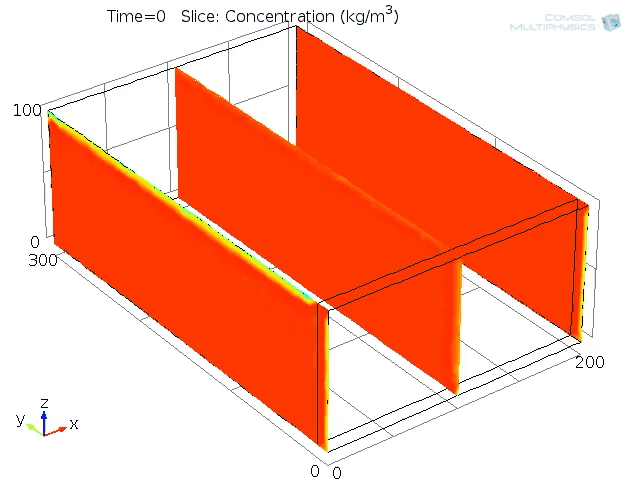 Time=0 Slice: Concentration (kg/m³)
COMSOL
MULTIPHYSICS
100
0
300
200
z
y
x
0
0